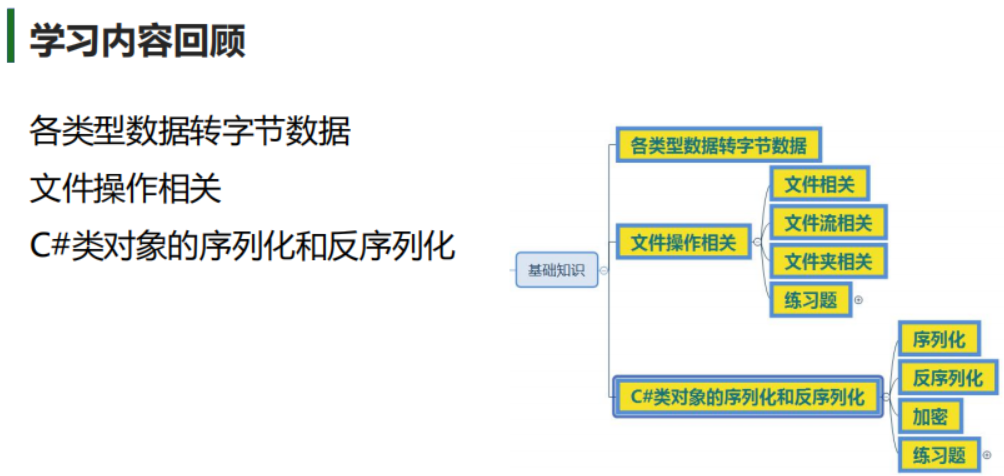 学习内容回顾
各类型数据转字节数据
文件操作相关
C#类对象的序列化和反序列化
基础知识
各类型数据转字节数据
文件操作相关
文件相关
文件流相关
文件夹相关
练习题
C#类对象的序列化和反序列化
序列化
反序列化
加密
练习题